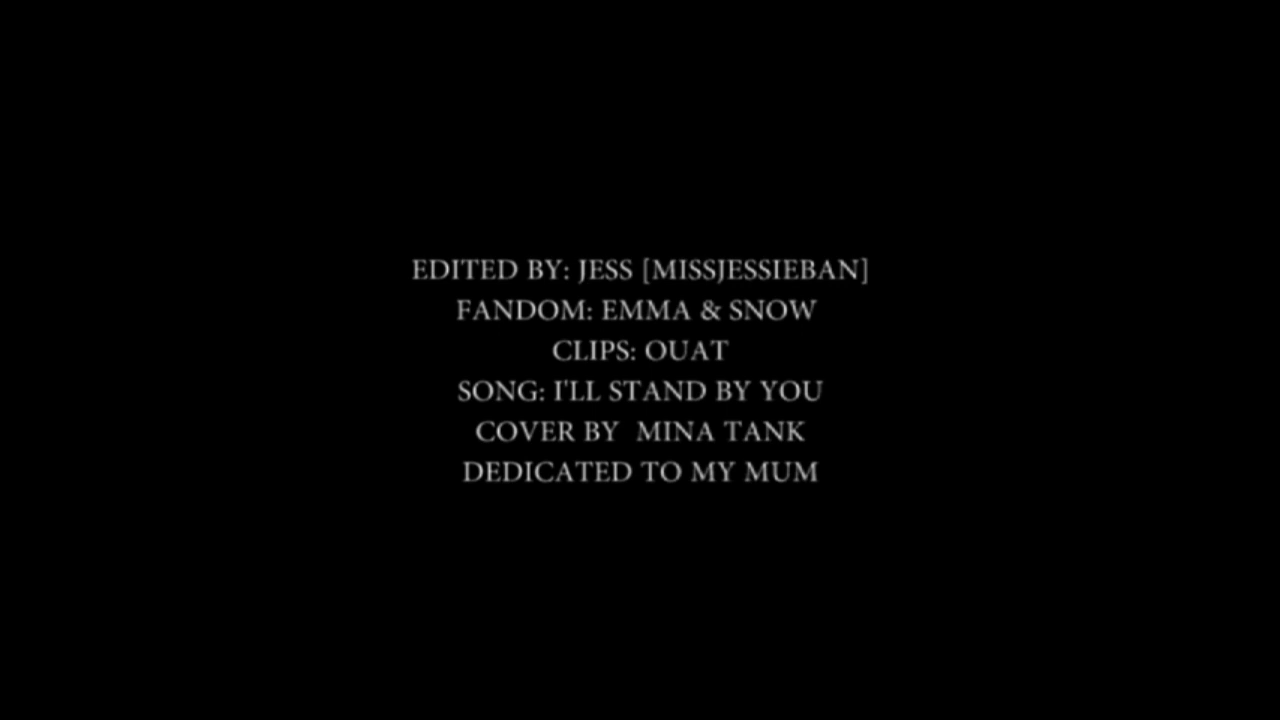 EDITED BY: JESS [MISSJESSIEBAN]
FANDOM: EMMA & SNOW
CLIPS: OUAT
SONG: I'LL STAND BY YOU
COVER BY  MINA TANK
DEDICATED TO MY MUM